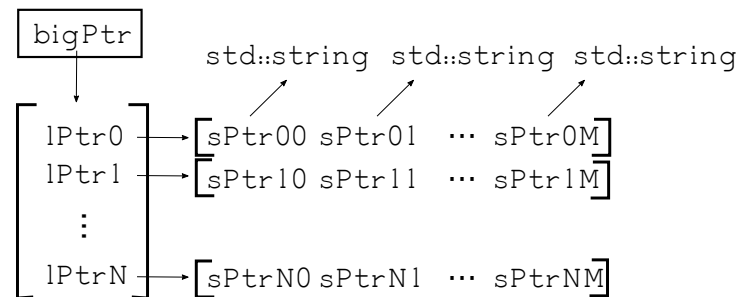 bigPtr
std::string std::string std::string
lPtr0 sPtr00 sPtr01 ⋯ sPtr0M
lPtr1 sPtr10 sPtr11 ⋯ sPtr1M
⋮
lPtrN sPtrN0 sPtrN1 ⋯ sPtrNM